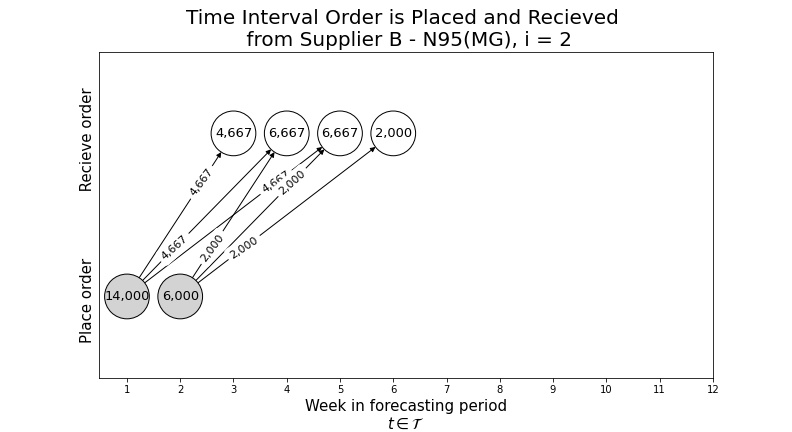 Time Interval Order is Placed and Recieved
from Supplier B - N95(MG), i = 2
Recieve order
4,667 6,667 6,667 2,000
4,667
4,667
2,000
4,667
2,000
2,000
Place order
14,000 6,000
1 2 3 4 5 6 7 8 9 10 11 12
Week in forecasting period
t ∈ 𝒯